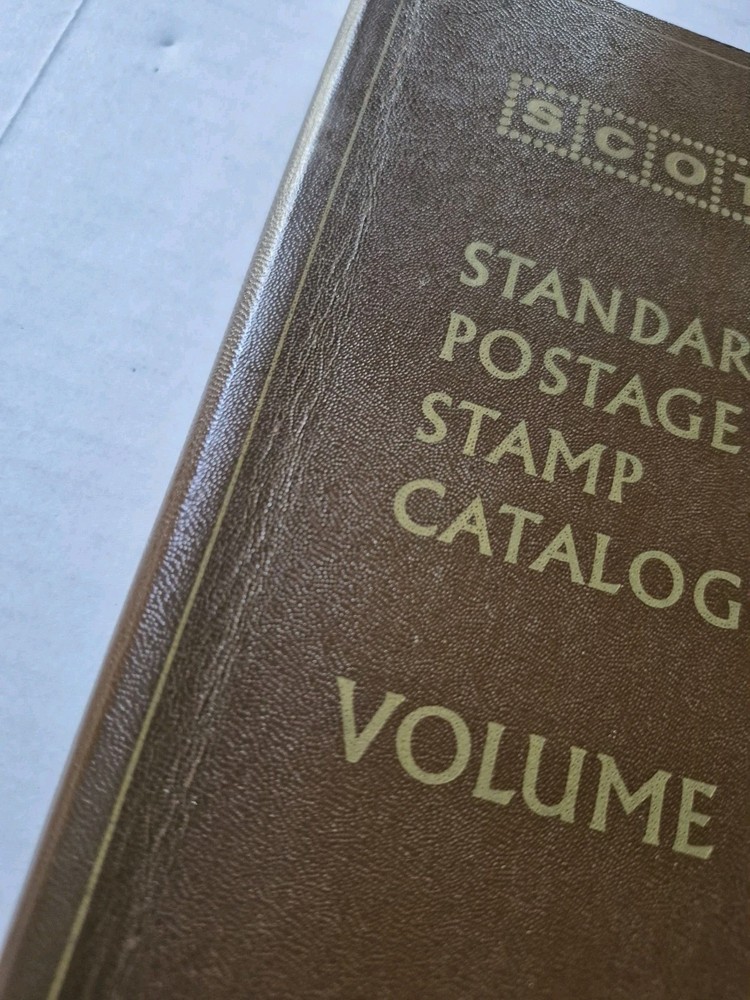 SCOT
STANDAR
POSTAGE
STAMP
CATALOG
VOLUME